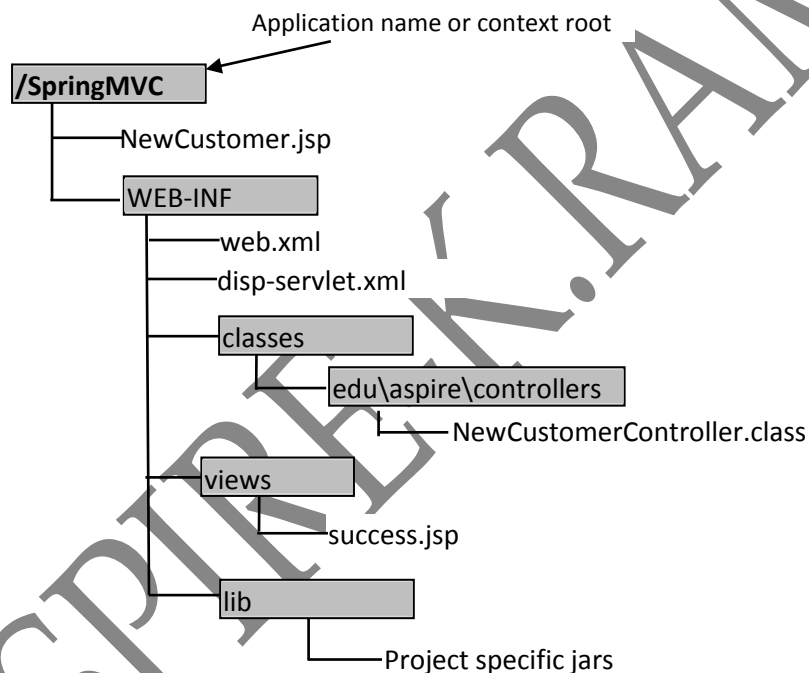 Application name or context root
/SpringMVC
NewCustomer.jsp
WEB-INF
web.xml
disp-servlet.xml
classes
edu\aspire\controllers
NewCustomerController.class
views
success.jsp
lib
Project specific jars